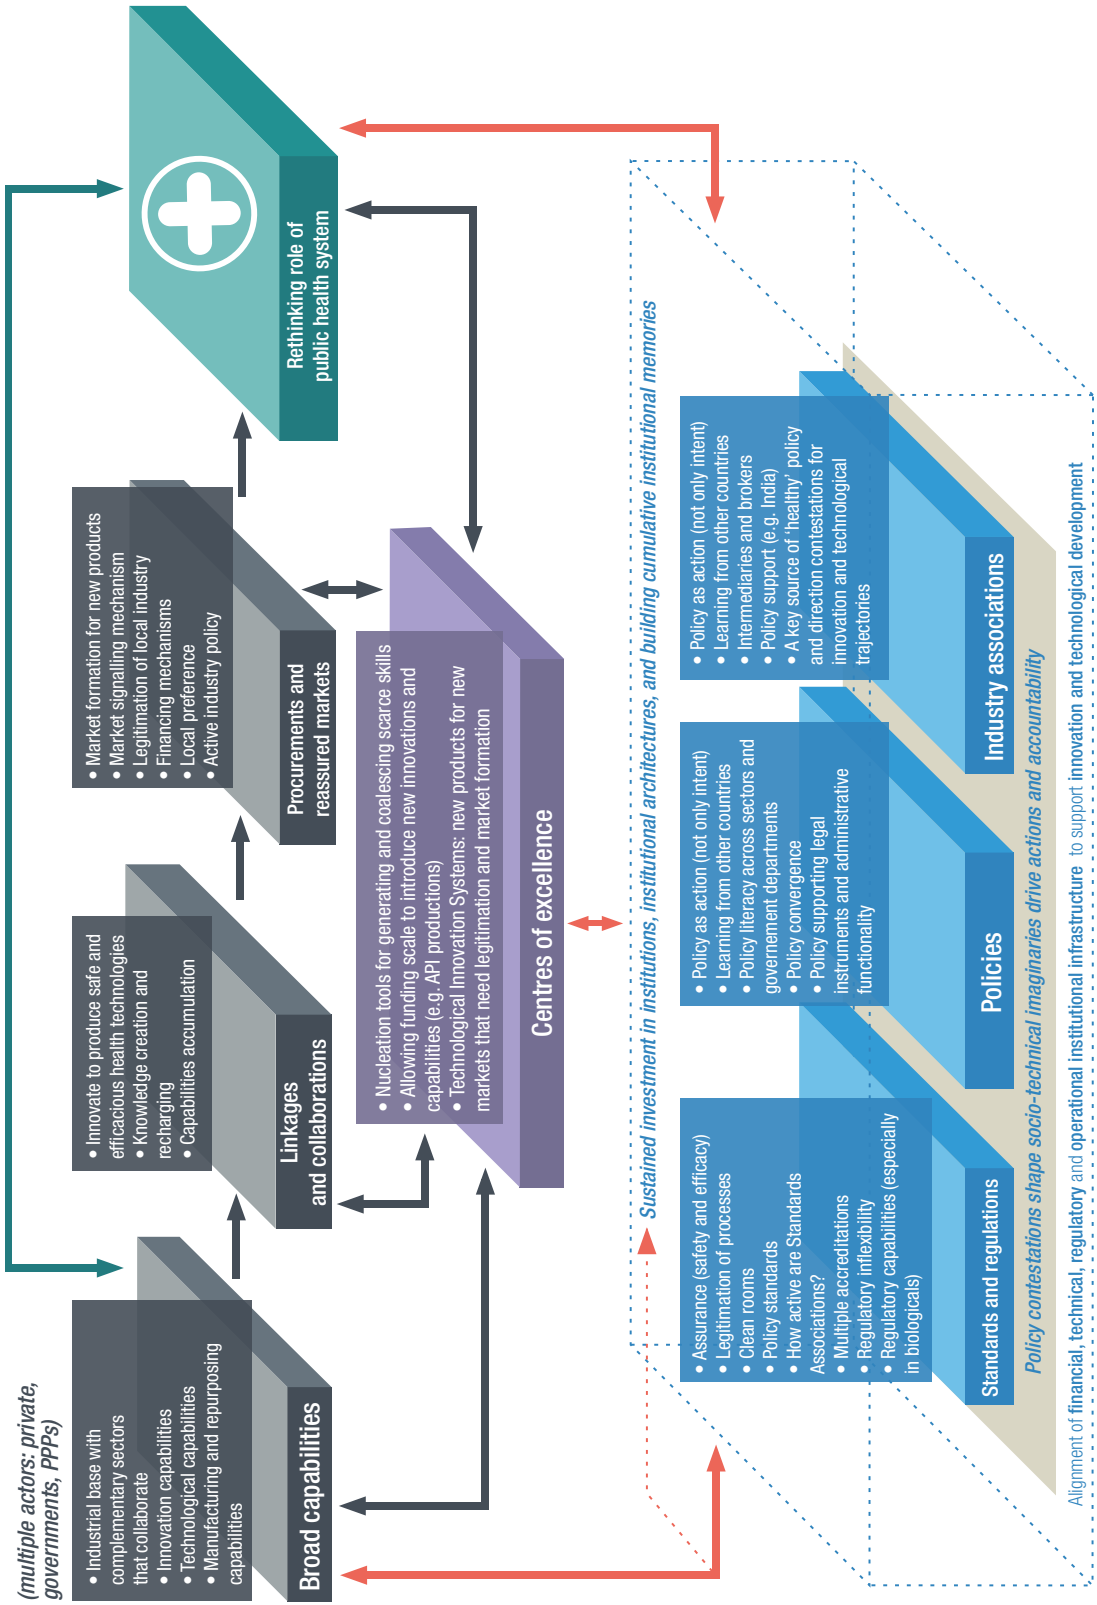 (multiple actors: private,
governments, PPPs)
• Industrial base with
complementary sectors
that collaborate
• Innovation capabilities
• Technological capabilities
• Manufacturing and repurposing
capabilities
Broad capabilities
• Innovate to produce safe and
efficacious health technologies
• Knowledge creation and
recharging
• Capabilities accumulation
Linkages
and collaborations
• Market formation for new products
• Market signalling mechanism
• Legitimation of local industry
• Financing mechanisms
• Local preference
• Active industry policy
Procurements and
reassured markets
Rethinking role of
public health system
• Nucleation tools for generating and coalescing scarce skills
• Allowing funding scale to introduce new innovations and
capabilities (e.g. API productions)
• Technological Innovation Systems: new products for new
markets that need legitimation and market formation
Centres of excellence
Sustained investment in institutions, institutional architectures, and building cumulative institutional memories
• Assurance (safety and efficacy)
• Legitimation of processes
• Clean rooms
• Policy standards
• How active are Standards
Associations?
• Multiple accreditations
• Regulatory inflexibility
• Regulatory capabilities (especially
in biologicals)
Standards and regulations
• Policy as action (not only intent)
• Learning from other countries
• Policy literacy across sectors and
governement departments
• Policy convergence
• Policy supporting legal
instruments and administrative
functionality
Policies
• Policy as action (not only intent)
• Learning from other countries
• Intermediaries and brokers
• Policy support (e.g. India)
• A key source of ‘healthy’ policy
and direction contestations for
innovation and technological
trajectories
Industry associations
Policy contestations shape socio-technical imaginaries drive actions and accountability
Alignment of financial, technical, regulatory and operational institutional infrastructure to support innovation and technological development